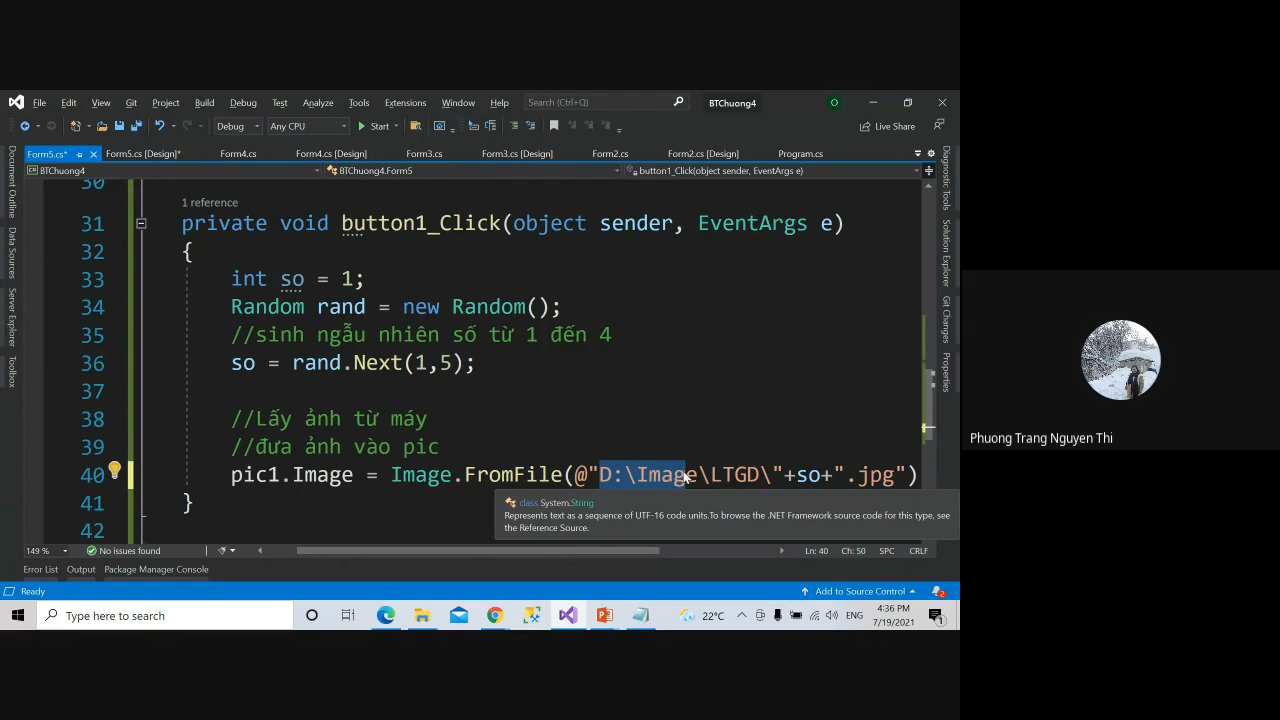 File Edit View Git Project Build Debug Test Analyze Tools Extensions Window Help Search (Ctrl+Q) BTChuong4 O
Debug Any CPU Start Live Share
Form5.cs* Form5.cs [Design]* Form4.cs Form4.cs [Design] Form3.cs Form3.cs [Design] Form2.cs Form2.cs [Design] Program.cs
BTChuong4 BTChuong4.Form5 button1_Click(object sender, EventArgs e)
Document Outline
Data Sources
Server Explorer
Toolbox
30
1 reference
31 private void button1_Click(object sender, EventArgs e)
32 {
33 int so = 1;
34 Random rand = new Random();
35 //sinh ngẫu nhiên số từ 1 đến 4
36 so = rand.Next(1,5);
37
38 //Lấy ảnh từ máy
39 //đưa ảnh vào pic
40 pic1.Image = Image.FromFile(@"D:\Image\LTGD\"+so+".jpg")
41 }
42
class System.String
Represents text as a sequence of UTF-16 code units.To browse the .NET Framework source code for this type, see
the Reference Source.
Diagnostic Tools
Solution Explorer
Git Changes
Properties
149 % No issues found Ln: 40 Ch: 50 SPC CRLF
Error List Output Package Manager Console
Ready Add to Source Control 2
Type here to search 22°C ENG 4:36 PM
7/19/2021 1
Phuong Trang Nguyen Thi